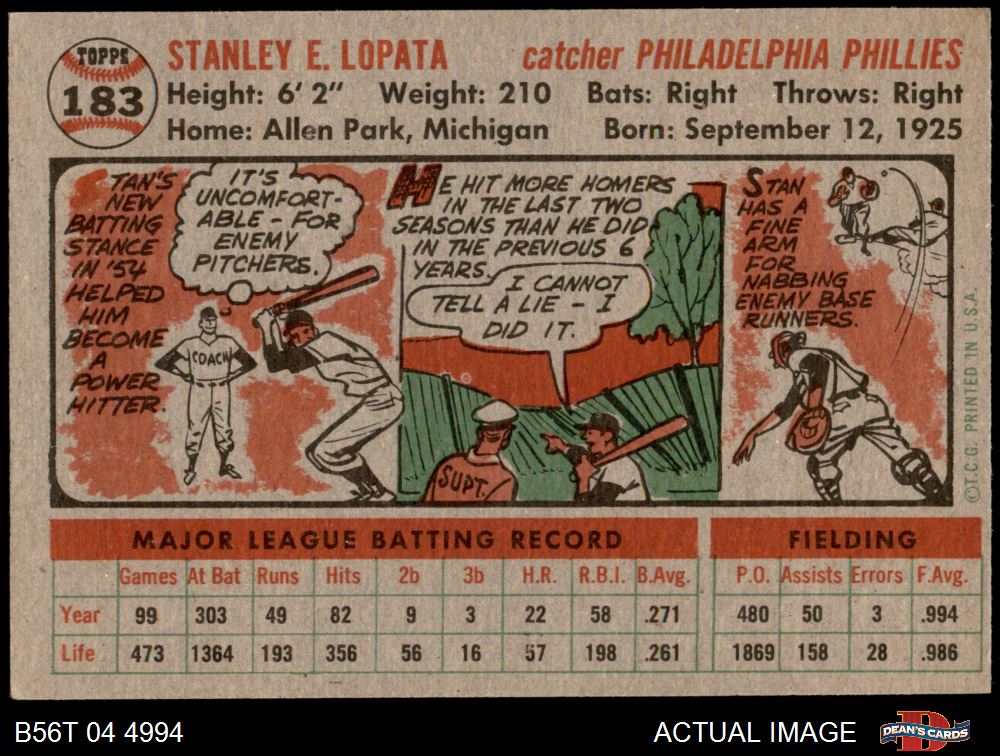 TOPPS
183
STANLEY E. LOPATA catcher PHILADELPHIA PHILLIES
Height: 6' 2" Weight: 210 Bats: Right Throws: Right
Home: Allen Park, Michigan Born: September 12, 1925
STAN'S
NEW
BATTING
STANCE
IN '54
HELPED
HIM
BECOME
A
POWER
HITTER.
IT'S
UNCOMFORT-
ABLE - FOR
ENEMY
PITCHERS.
COACH
HE HIT MORE HOMERS
IN THE LAST TWO
SEASONS THAN HE DID
IN THE PREVIOUS 6
YEARS.
I CANNOT
TELL A LIE - I
DID IT.
SUPT.
STAN
HAS A
FINE
ARM
FOR
NABBING
ENEMY BASE
RUNNERS.
©T.C.G. PRINTED IN U.S.A.
MAJOR LEAGUE BATTING RECORD FIELDING
Games At Bat Runs Hits 2b 3b H.R. R.B.I. B.Avg. P.O. Assists Errors F.Avg.
Year 99 303 49 82 9 3 22 58 .271 480 50 3 .994
Life 473 1364 193 356 56 16 57 198 .261 1869 158 28 .986
B56T 04 4994 ACTUAL IMAGE DEAN'S CARDS